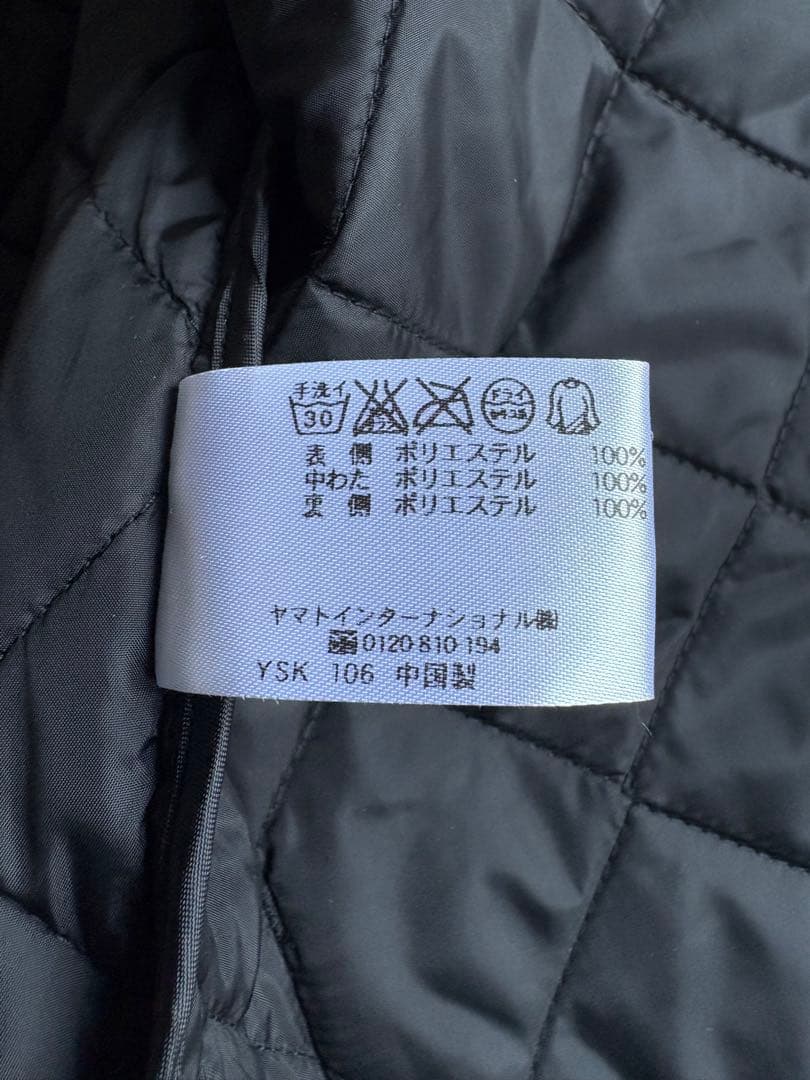 手洗イ
30 ドライ
表側 ポリエステル 100%
中わた ポリエステル 100%
裏側 ポリエステル 100%
ヤマトインターナショナル㈱
0120-810-194
YSK 106 中国製